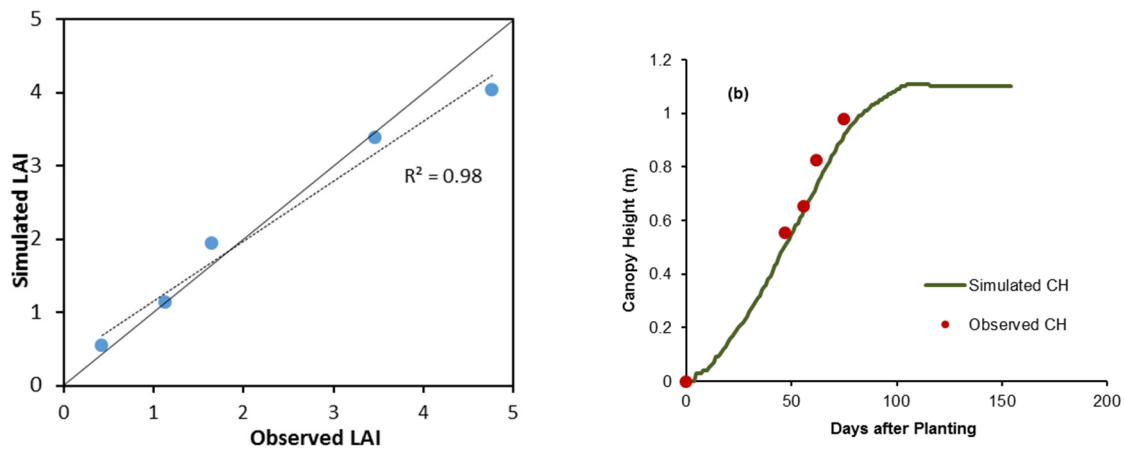 5
4
3
2
1
0
Simulated LAI
R² = 0.98
0 1 2 3 4 5
Observed LAI
1.2
1
0.8
0.6
0.4
0.2
0
Canopy Height (m)
(b)
Simulated CH
Observed CH
0 50 100 150 200
Days after Planting